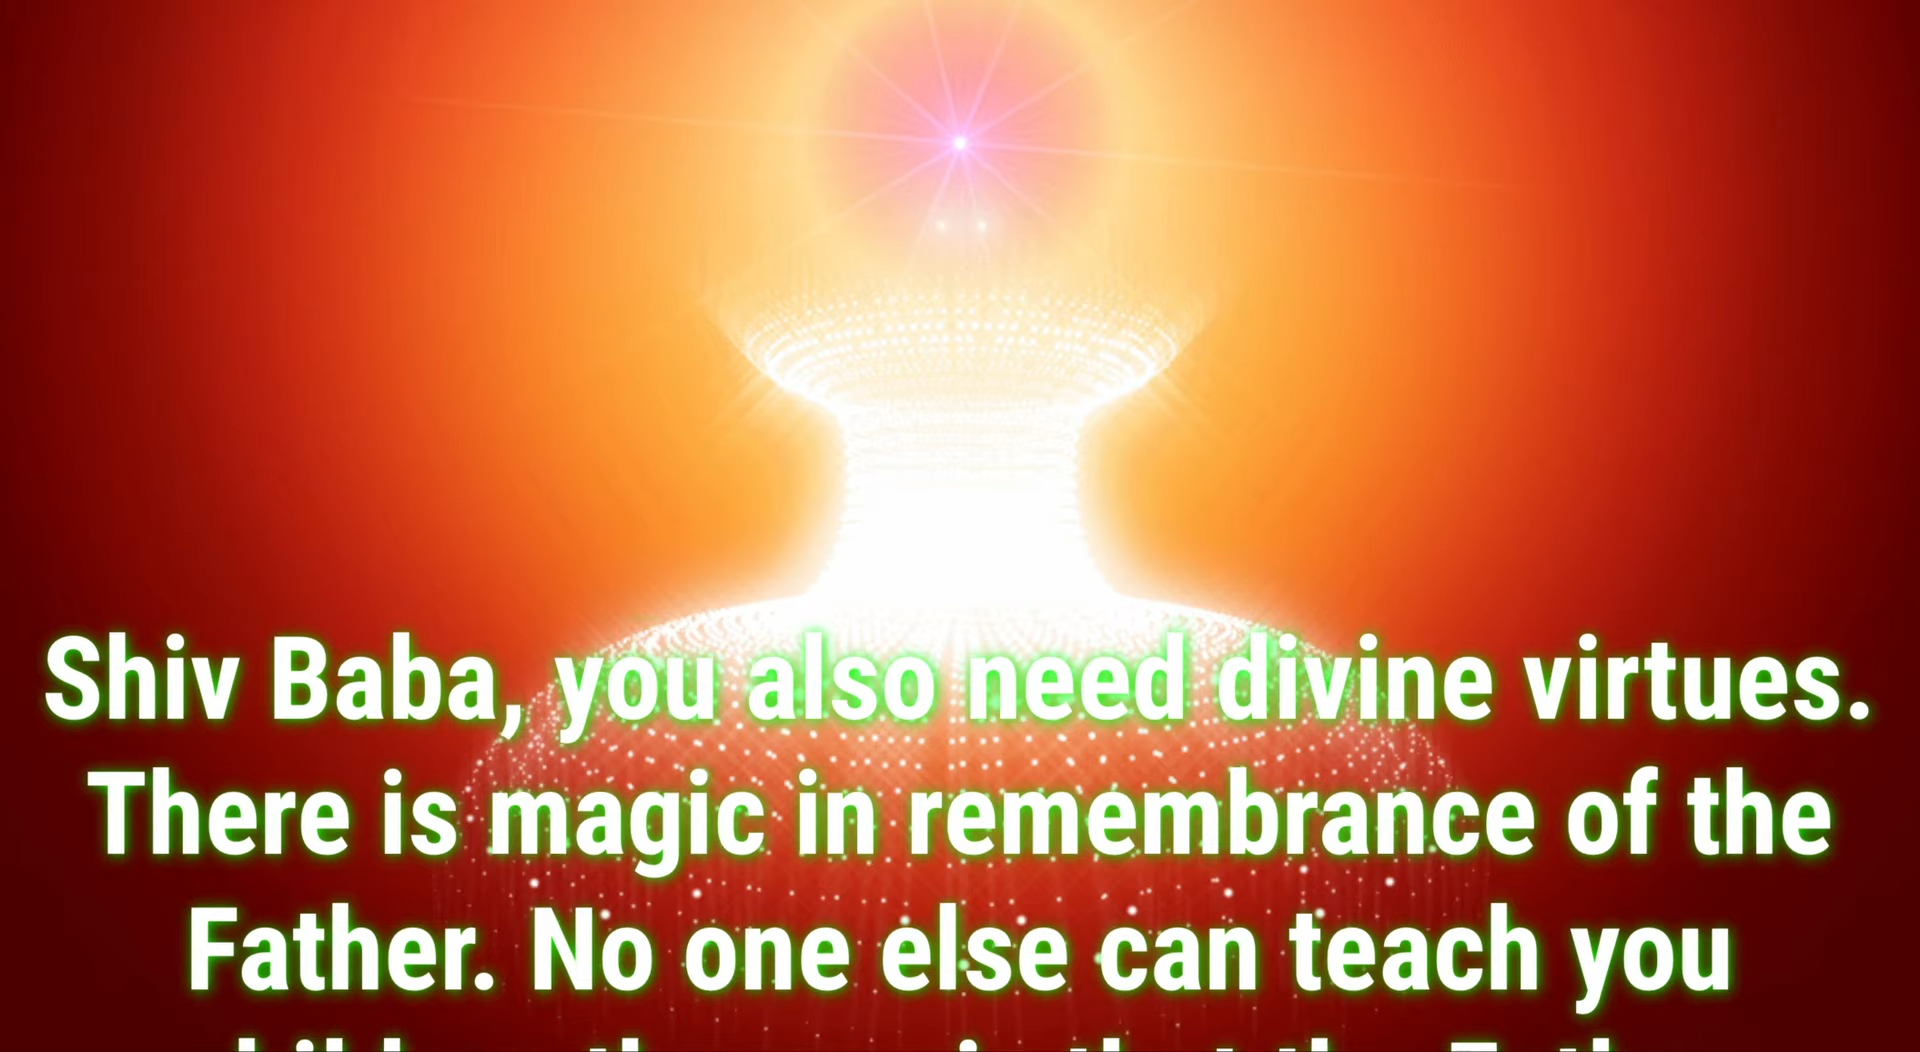 Shiv Baba, you also need divine virtues.
There is magic in remembrance of the
Father. No one else can teach you